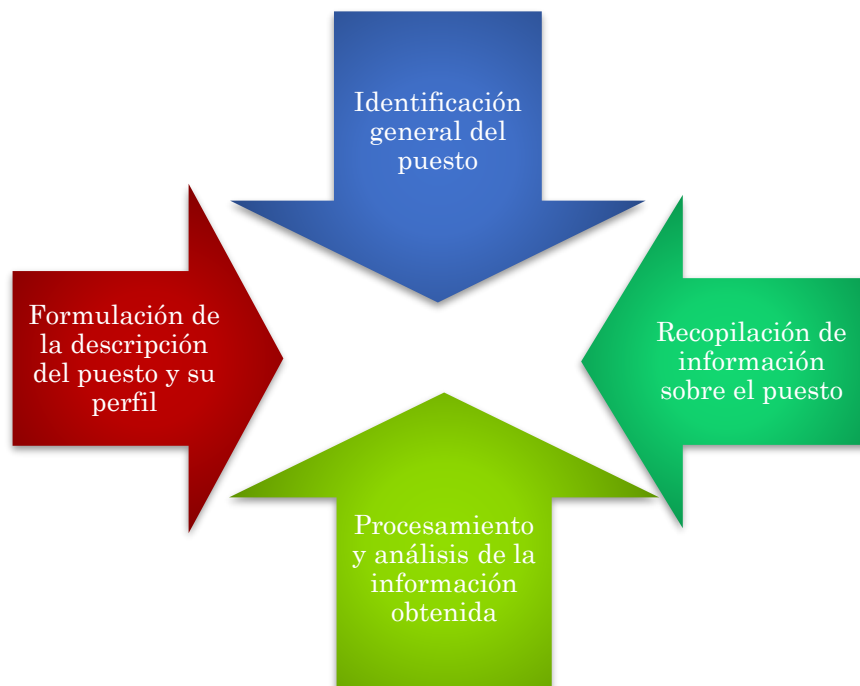 Identificación
general del
puesto
Formulación de
la descripción
del puesto y su
perfil
Recopilación de
información
sobre el puesto
Procesamiento
y análisis de la
información
obtenida